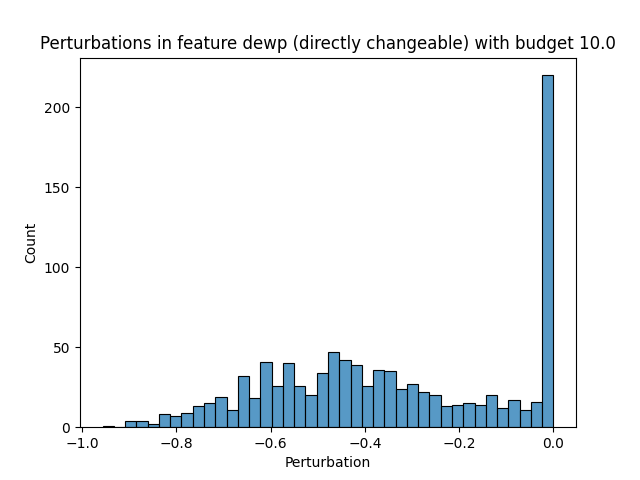 Perturbations in feature dewp (directly changeable) with budget 10.0
200
150
100
50
0
Count
−1.0 −0.8 −0.6 −0.4 −0.2 0.0
Perturbation